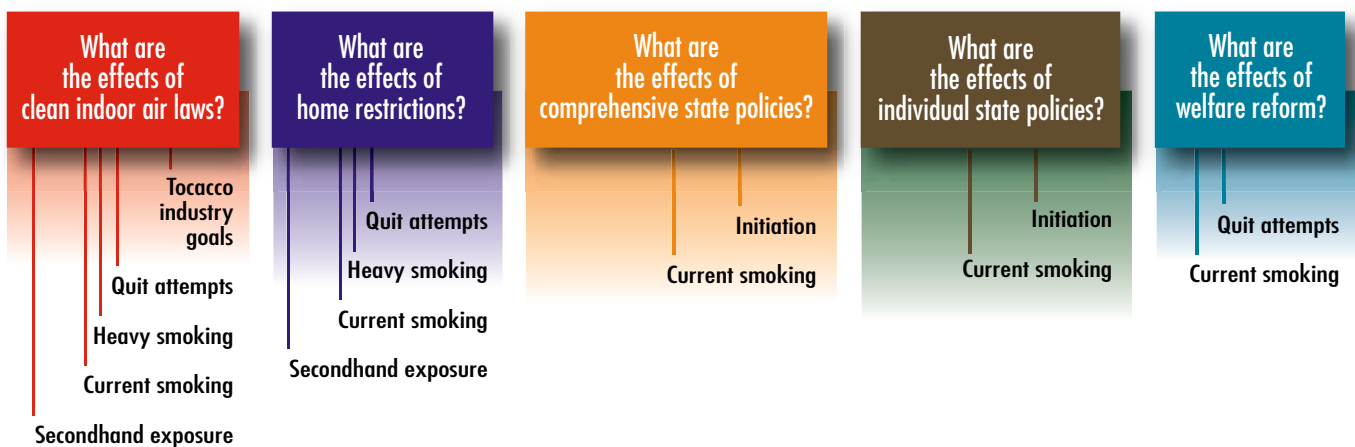 What are
the effects of
clean indoor air laws?
Tocacco
industry
goals
Quit attempts
Heavy smoking
Current smoking
Secondhand exposure
What are
the effects of
home restrictions?
Quit attempts
Heavy smoking
Current smoking
Secondhand exposure
What are
the effects of
comprehensive state policies?
Initiation
Current smoking
What are
the effects of
individual state policies?
Initiation
Current smoking
What are
the effects of
welfare reform?
Quit attempts
Current smoking